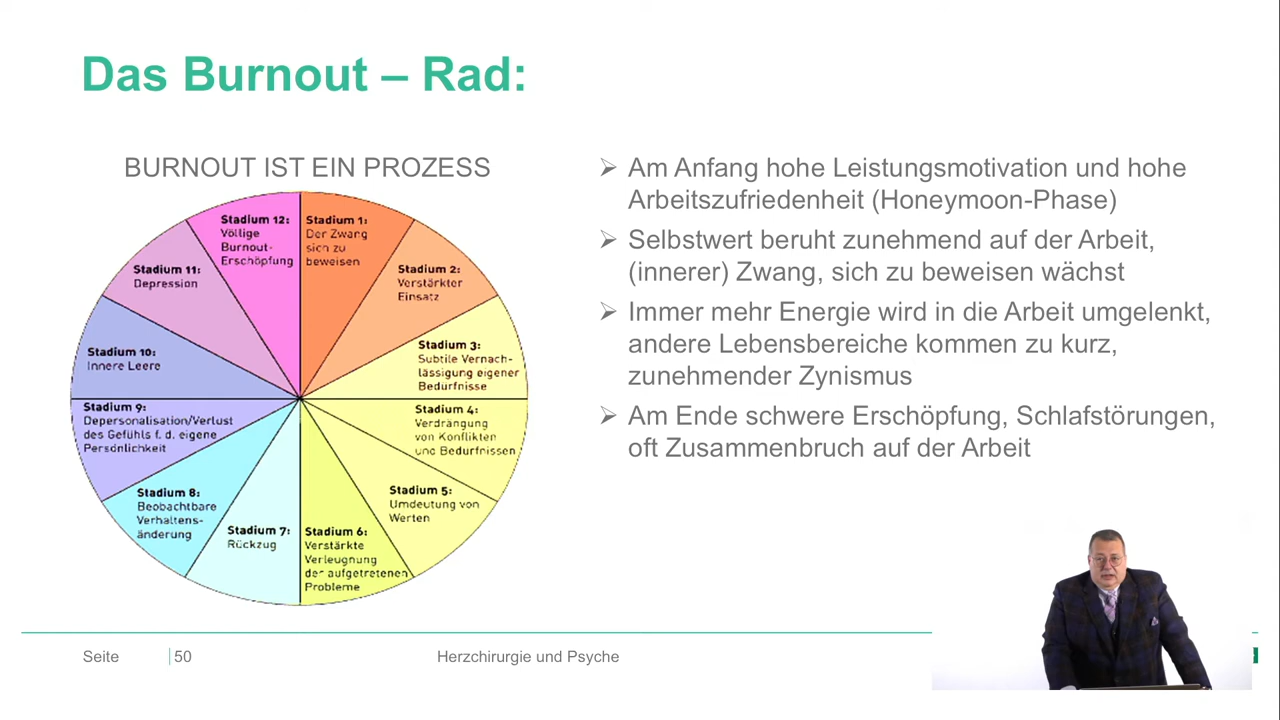 Das Burnout – Rad:
BURNOUT IST EIN PROZESS
Stadium 1:
Der Zwang
sich zu
beweisen
Stadium 2:
Verstärkter
Einsatz
Stadium 3:
Subtile Vernach-
lässigung eigener
Bedürfnisse
Stadium 4:
Verdrängung
von Konflikten
und Bedürfnissen
Stadium 5:
Umdeutung von
Werten
Stadium 6:
Verstärkte
Verleugnung
der aufgetretenen
Probleme
Stadium 7:
Rückzug
Stadium 8:
Beobachtbare
Verhaltens-
änderung
Stadium 9:
Depersonalisation/Verlust
des Gefühls f. d. eigene
Persönlichkeit
Stadium 10:
Innere Leere
Stadium 11:
Depression
Stadium 12:
Völlige
Burnout-
Erschöpfung
Am Anfang hohe Leistungsmotivation und hohe
Arbeitszufriedenheit (Honeymoon-Phase)
Selbstwert beruht zunehmend auf der Arbeit,
(innerer) Zwang, sich zu beweisen wächst
Immer mehr Energie wird in die Arbeit umgelenkt,
andere Lebensbereiche kommen zu kurz,
zunehmender Zynismus
Am Ende schwere Erschöpfung, Schlafstörungen,
oft Zusammenbruch auf der Arbeit
Seite 50
Herzchirurgie und Psyche